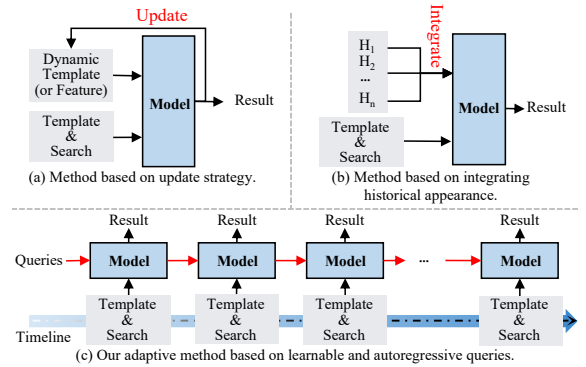 Update
Dynamic
Template
(or Feature)
Model
Result
Template
&
Search
(a) Method based on update strategy.
H1
H2
...
Hn
Integrate
Model
Result
Template
&
Search
(b) Method based on integrating
historical appearance.
Result Result Result Result
Queries Model Model Model ... Model
Template Template Template Template
& & & &
Search Search Search Search
Timeline
(c) Our adaptive method based on learnable and autoregressive queries.